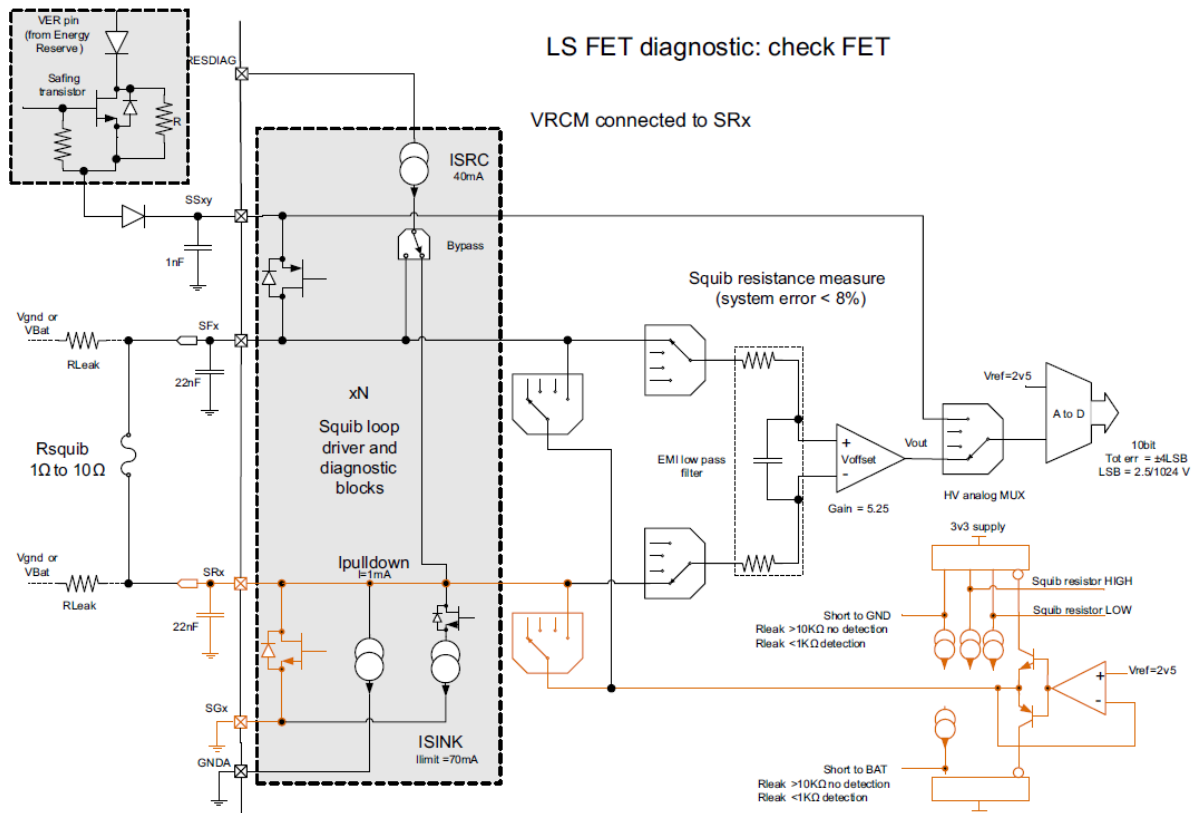 VER pin
(from Energy
Reserve)
LS FET diagnostic: check FET
RESDIAG
Safing
transistor
R
VRCM connected to SRx
ISRC
40mA
SSxy
Bypass
1nF
Squib resistance measure
(system error < 8%)
Vgnd or
VBat
SFx
RLeak
22nF
Vref=2v5
A to D
xN
Squib loop
driver and
diagnostic
blocks
Rsquib
1Ω to 10Ω
EMI low pass
filter
+
Voffset
-
Vout
Gain = 5.25
HV analog MUX
10bit
Tot err = ±4LSB
LSB = 2.5/1024 V
3v3 supply
Vgnd or
VBat
SRx
Ipulldown
I=1mA
RLeak
22nF
Squib resistor HIGH
Squib resistor LOW
Short to GND
Rleak >10KΩ no detection
Rleak <1KΩ detection
Vref=2v5
+
-
SGx
ISINK
Ilimit =70mA
GNDA
Short to BAT
Rleak >10KΩ no detection
Rleak <1KΩ detection